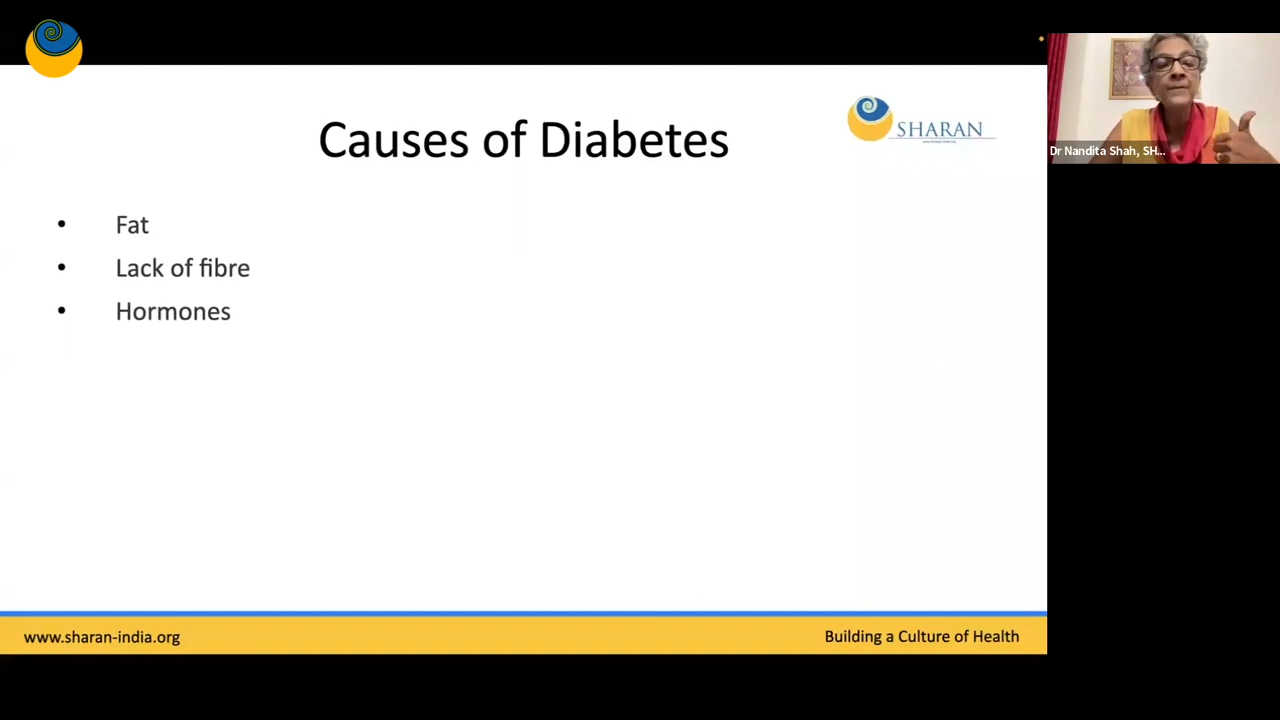 Causes of Diabetes
SHARAN
• Fat
• Lack of fibre
• Hormones
www.sharan-india.org
Building a Culture of Health
Dr Nandita Shah, SH...